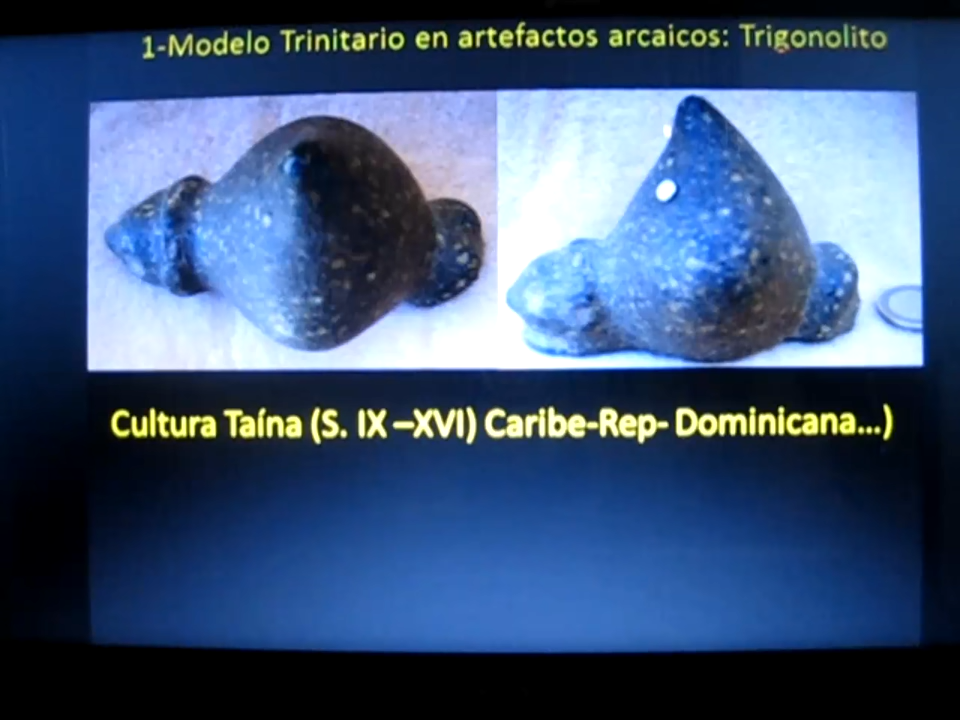 1-Modelo Trinitario en artefactos arcaicos: Trigonolito
Cultura Taína (S. IX –XVI) Caribe-Rep- Dominicana...)